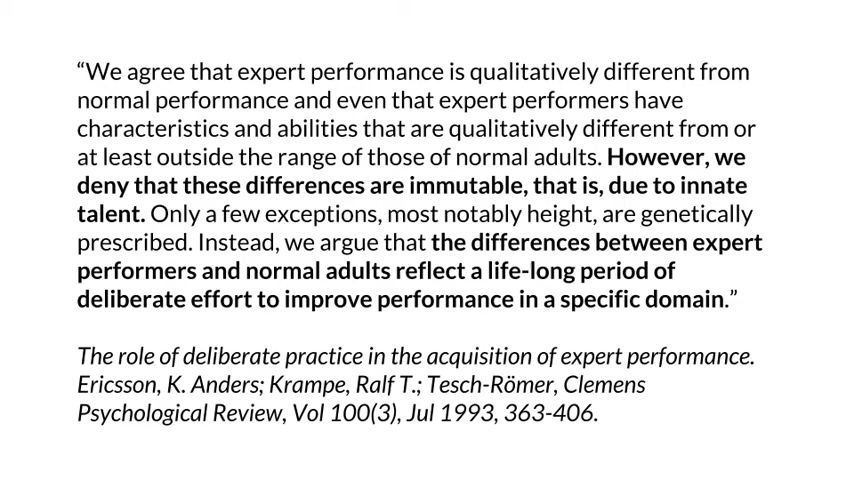 “We agree that expert performance is qualitatively different from
normal performance and even that expert performers have
characteristics and abilities that are qualitatively different from or
at least outside the range of those of normal adults. However, we
deny that these differences are immutable, that is, due to innate
talent. Only a few exceptions, most notably height, are genetically
prescribed. Instead, we argue that the differences between expert
performers and normal adults reflect a life-long period of
deliberate effort to improve performance in a specific domain.”
The role of deliberate practice in the acquisition of expert performance.
Ericsson, K. Anders; Krampe, Ralf T.; Tesch-Römer, Clemens
Psychological Review, Vol 100(3), Jul 1993, 363-406.